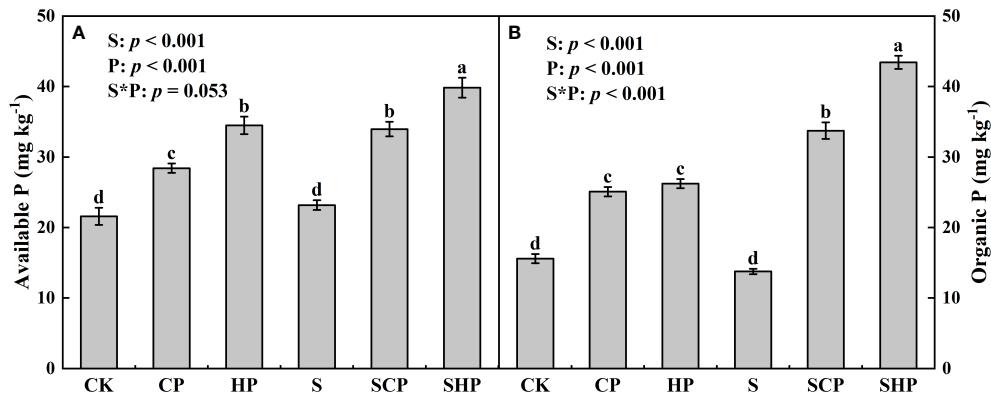 A
S: p < 0.001
P: p < 0.001
S*P: p = 0.053
Available P (mg kg⁻¹)
50
40
30
20
10
0
d
c
b
d
b
a
CK CP HP S SCP SHP
B
S: p < 0.001
P: p < 0.001
S*P: p < 0.001
d
c
c
d
b
a
CK CP HP S SCP SHP
50
40
30
20
10
0
Organic P (mg kg⁻¹)